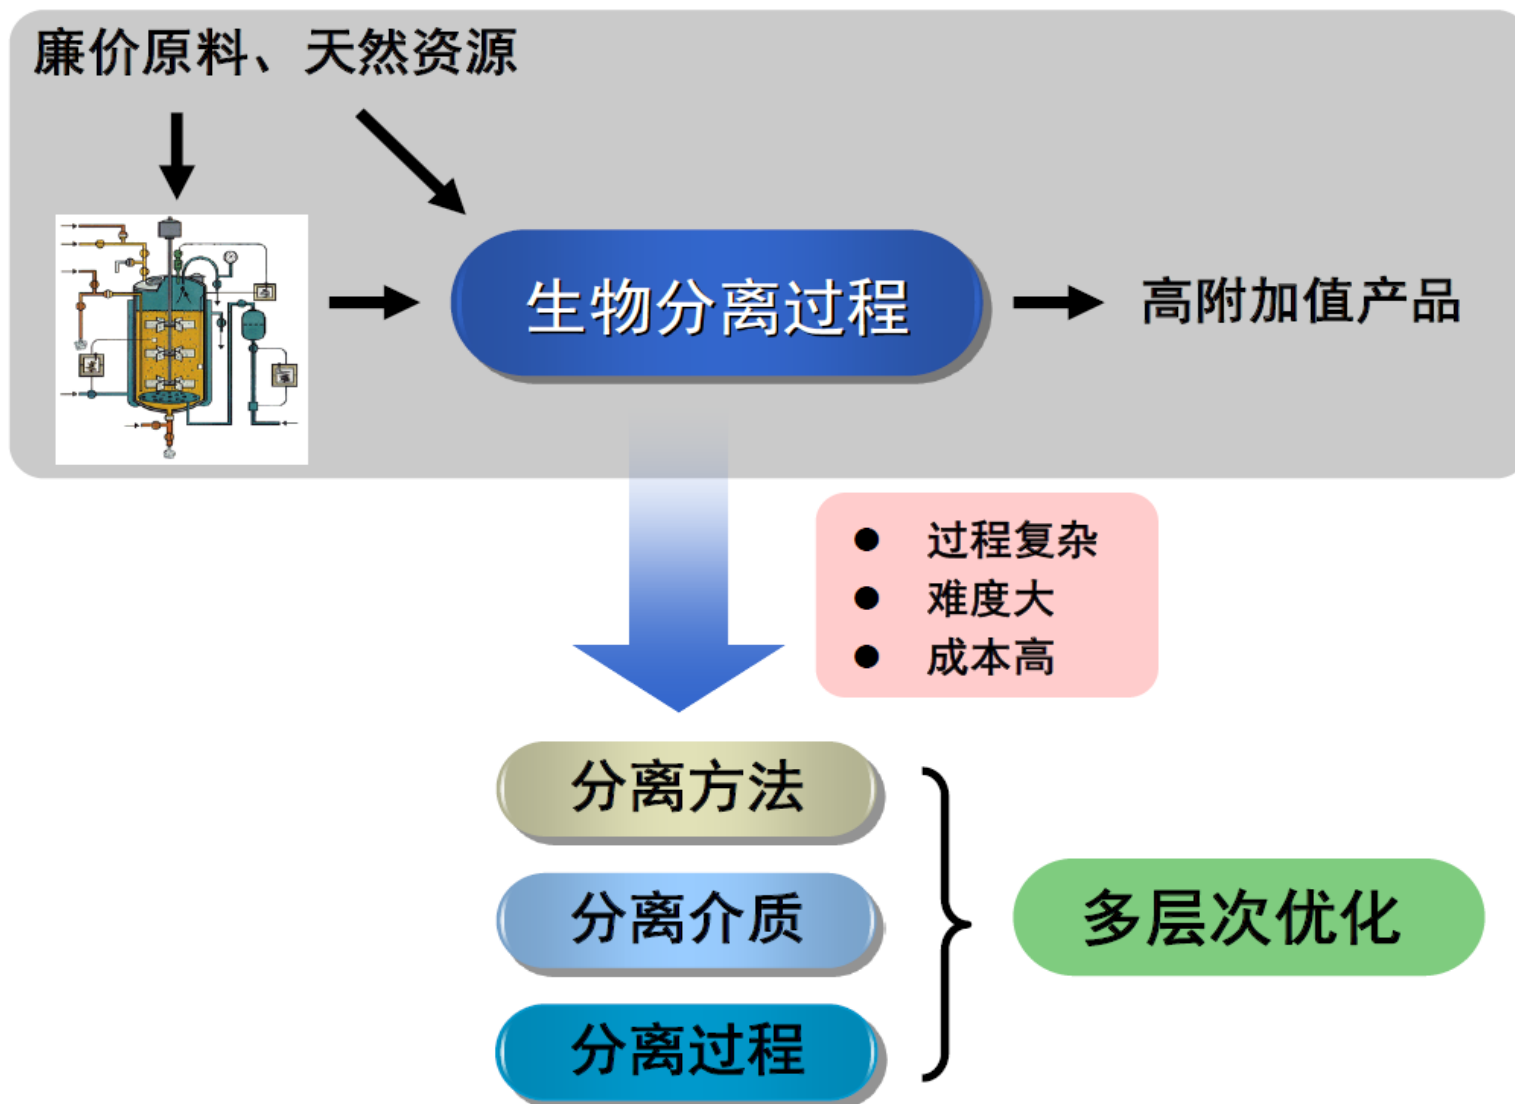 廉价原料、天然资源
生物分离过程
高附加值产品
● 过程复杂
● 难度大
● 成本高
分离方法
分离介质
分离过程
多层次优化